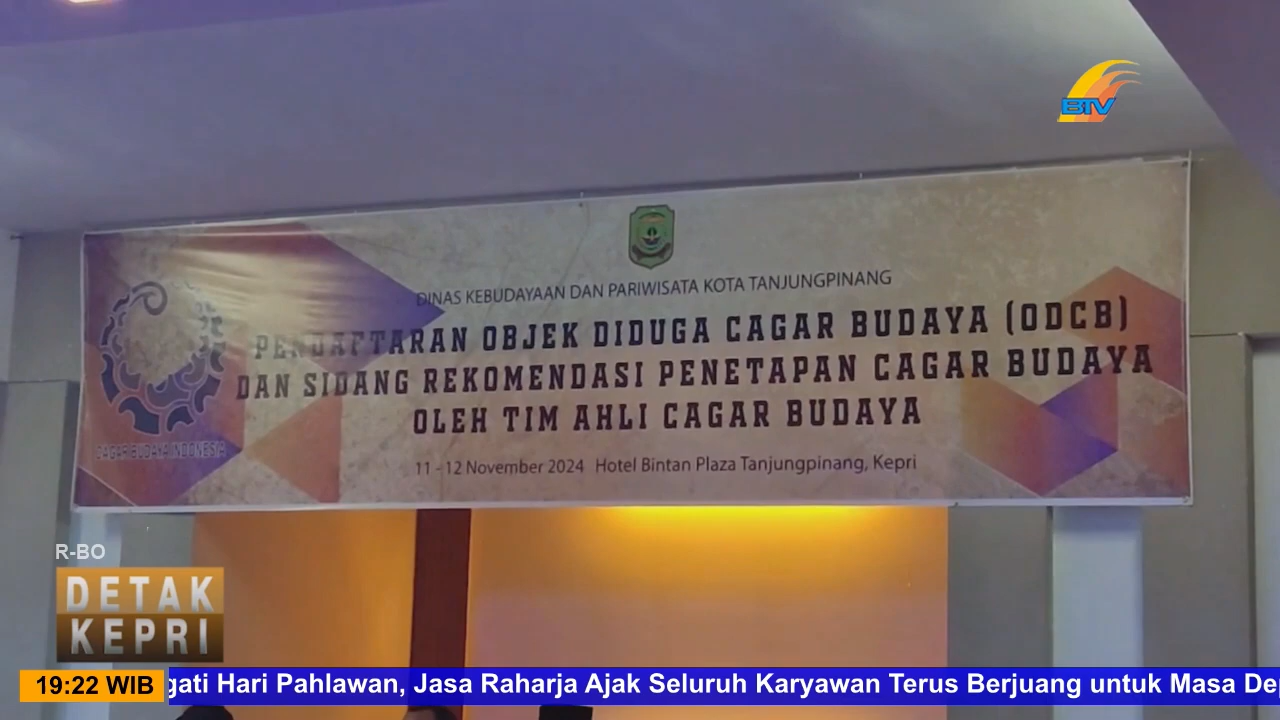 BTV
DINAS KEBUDAYAAN DAN PARIWISATA KOTA TANJUNGPINANG
PENDAFTARAN OBJEK DIDUGA CAGAR BUDAYA (ODCB)
DAN SIDANG REKOMENDASI PENETAPAN CAGAR BUDAYA
OLEH TIM AHLI CAGAR BUDAYA
CAGAR BUDAYA INDONESIA
11 - 12 November 2024 Hotel Bintan Plaza Tanjungpinang, Kepri
R-BO
DETAK
KEPRI
19:22 WIB
gati Hari Pahlawan, Jasa Raharja Ajak Seluruh Karyawan Terus Berjuang untuk Masa De